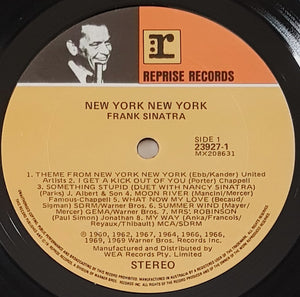 r:
REPRISE RECORDS
NEW YORK NEW YORK
FRANK SINATRA
SIDE 1
23927-1
MX208631
1. THEME FROM NEW YORK NEW YORK (Ebb/Kander) United
Artists 2. I GET A KICK OUT OF YOU (Porter) Chappell
3. SOMETHING STUPID (DUET WITH NANCY SINATRA)
(Parks) J. Albert & Son 4. MOON RIVER (Mancini/Mercer)
Famous-Chappell 5. WHAT NOW MY LOVE (Becaud/
Sigman) SDRM/Warner Bros. 6. SUMMER WIND (Mayer/
Mercer) GEMA/Warner Bros. 7. MRS. ROBINSON
(Paul Simon) Jonathan 8. MY WAY (Anka/Francois/
Reyaux/Thibault) MCA/SDRM
℗ 1960, 1962, 1967, 1964, 1966, 1966,
1969, 1969 Warner Bros. Records Inc.
Manufactured and Distributed by
WEA Records Pty. Limited
STEREO